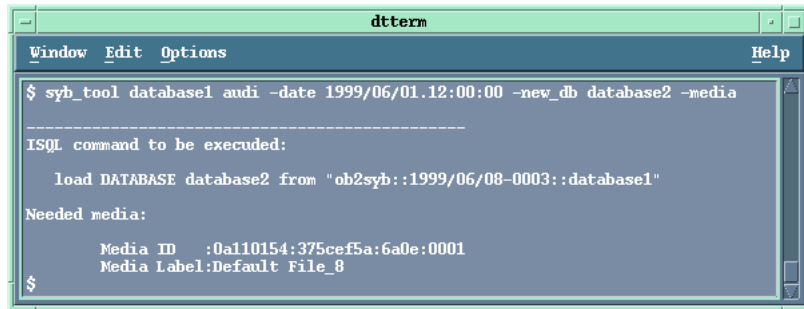 dtterm
Window Edit Options Help
$ syb_tool database1 audi -date 1999/06/01.12:00:00 -new_db database2 -media
------------------------------------------------
ISQL command to be execuded:
load DATABASE database2 from "ob2syb::1999/06/08-0003::database1"
Needed media:
Media ID :0a110154:375cef5a:6a0e:0001
Media Label:Default File_8
$